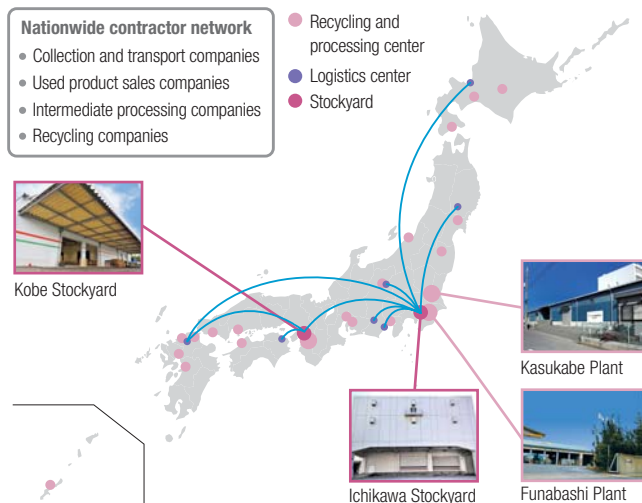 Nationwide contractor network
• Collection and transport companies
• Used product sales companies
• Intermediate processing companies
• Recycling companies
Recycling and
processing center
Logistics center
Stockyard
Kobe Stockyard
Kasukabe Plant
Ichikawa Stockyard
Funabashi Plant